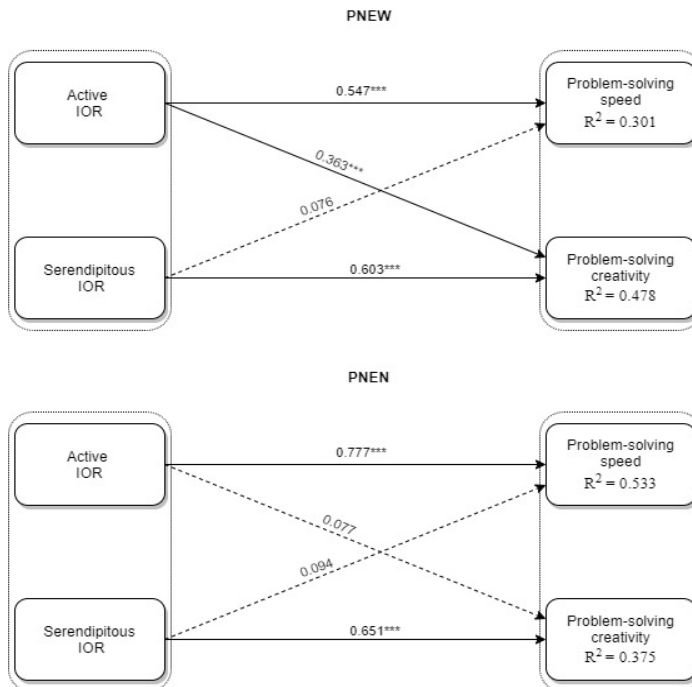 PNEW
Active
IOR
0.547***
Problem-solving
speed
R² = 0.301
0.363***
0.076
Serendipitous
IOR
0.603***
Problem-solving
creativity
R² = 0.478
PNEN
Active
IOR
0.777***
Problem-solving
speed
R² = 0.533
0.077
0.094
Serendipitous
IOR
0.651***
Problem-solving
creativity
R² = 0.375